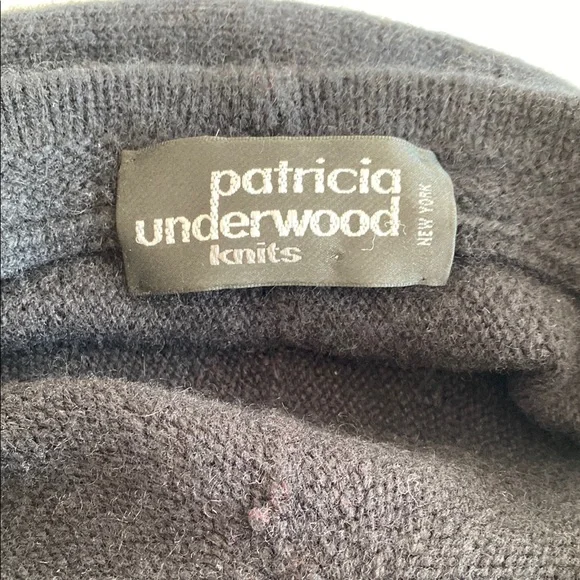 patricia
underwood
knits
NEW YORK